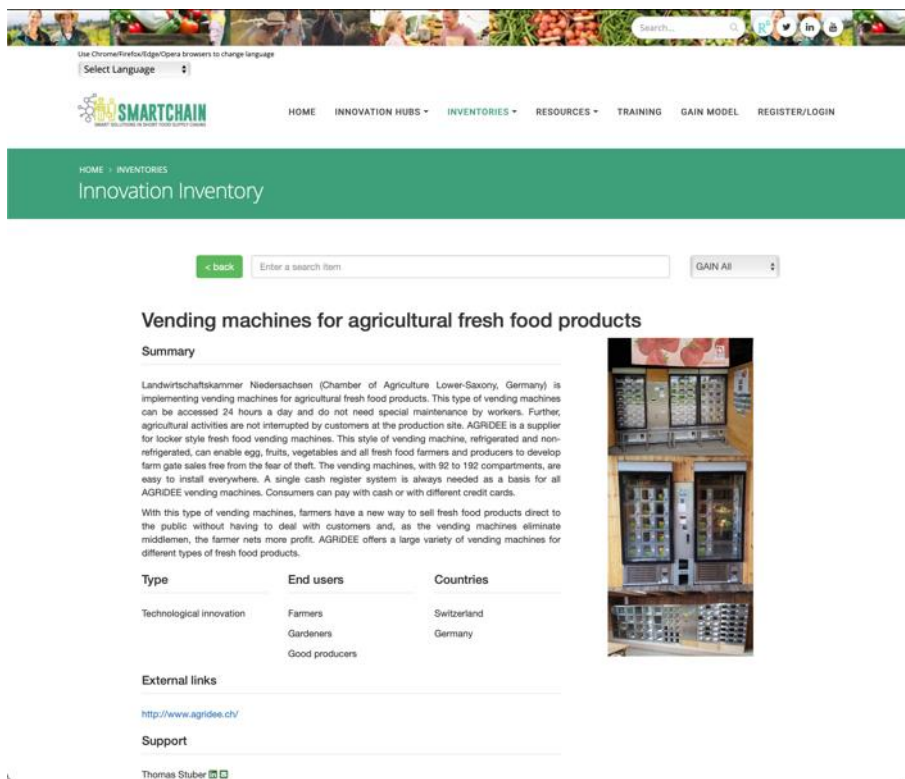 Search...
Use Chrome/Firefox/Edge/Opera browsers to change language
Select Language
SMARTCHAIN
SMART SOLUTIONS IN SHORT FOOD SUPPLY CHAINS
HOME INNOVATION HUBS INVENTORIES RESOURCES TRAINING GAIN MODEL REGISTER/LOGIN
HOME > INVENTORIES
Innovation Inventory
< back Enter a search item GAIN All
Vending machines for agricultural fresh food products
Summary
Landwirtschaftskammer Niedersachsen (Chamber of Agriculture Lower-Saxony, Germany) is
implementing vending machines for agricultural fresh food products. This type of vending machines
can be accessed 24 hours a day and do not need special maintenance by workers. Further,
agricultural activities are not interrupted by customers at the production site. AGRiDEE is a supplier
for locker style fresh food vending machines. This style of vending machine, refrigerated and non-
refrigerated, can enable egg, fruits, vegetables and all fresh food farmers and producers to develop
farm gate sales free from the fear of theft. The vending machines, with 92 to 192 compartments, are
easy to install everywhere. A single cash register system is always needed as a basis for all
AGRiDEE vending machines. Consumers can pay with cash or with different credit cards.
With this type of vending machines, farmers have a new way to sell fresh food products direct to
the public without having to deal with customers and, as the vending machines eliminate
middlemen, the farmer nets more profit. AGRiDEE offers a large variety of vending machines for
different types of fresh food products.
Type End users Countries
Technological innovation Farmers Switzerland
Gardeners Germany
Good producers
External links
http://www.agridee.ch/
Support
Thomas Stuber